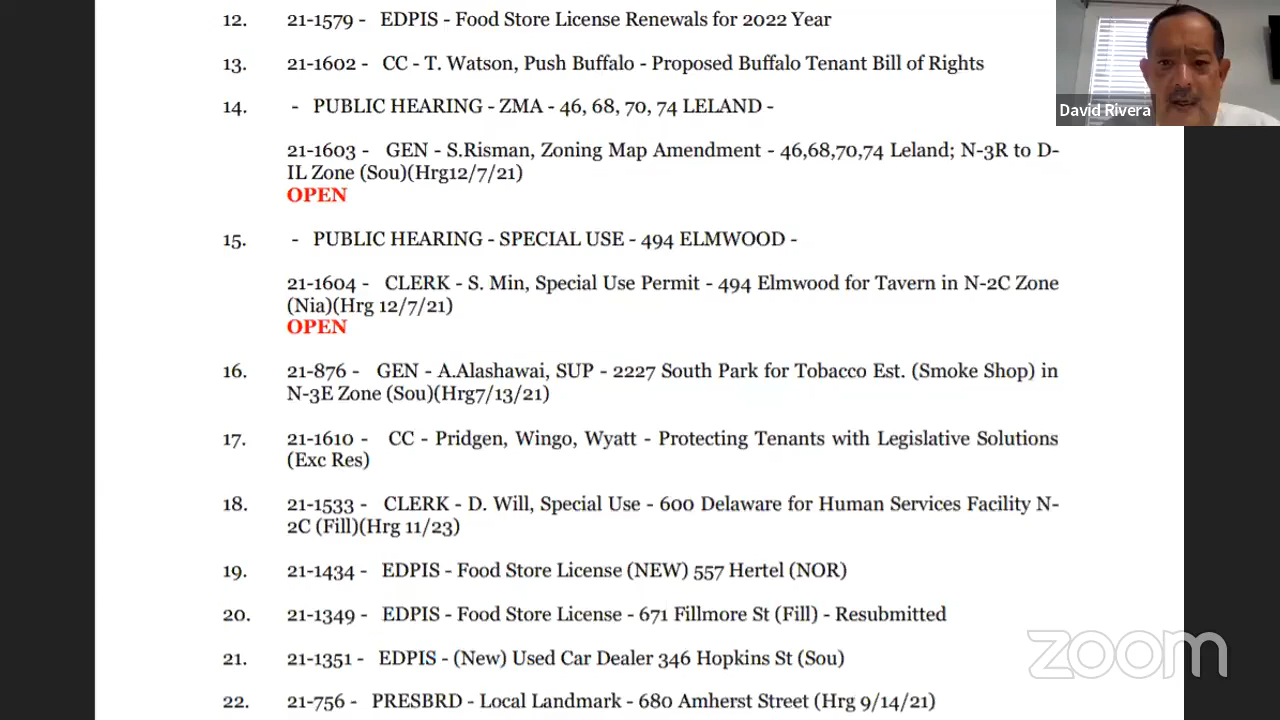 12. 21-1579 - EDPIS - Food Store License Renewals for 2022 Year
13. 21-1602 - CC - T. Watson, Push Buffalo - Proposed Buffalo Tenant Bill of Rights
14. - PUBLIC HEARING - ZMA - 46, 68, 70, 74 LELAND -
21-1603 - GEN - S.Risman, Zoning Map Amendment - 46,68,70,74 Leland; N-3R to D-
IL Zone (Sou)(Hrg12/7/21)
OPEN
15. - PUBLIC HEARING - SPECIAL USE - 494 ELMWOOD -
21-1604 - CLERK - S. Min, Special Use Permit - 494 Elmwood for Tavern in N-2C Zone
(Nia)(Hrg 12/7/21)
OPEN
16. 21-876 - GEN - A.Alashawai, SUP - 2227 South Park for Tobacco Est. (Smoke Shop) in
N-3E Zone (Sou)(Hrg7/13/21)
17. 21-1610 - CC - Pridgen, Wingo, Wyatt - Protecting Tenants with Legislative Solutions
(Exc Res)
18. 21-1533 - CLERK - D. Will, Special Use - 600 Delaware for Human Services Facility N-
2C (Fill)(Hrg 11/23)
19. 21-1434 - EDPIS - Food Store License (NEW) 557 Hertel (NOR)
20. 21-1349 - EDPIS - Food Store License - 671 Fillmore St (Fill) - Resubmitted
21. 21-1351 - EDPIS - (New) Used Car Dealer 346 Hopkins St (Sou)
22. 21-756 - PRESBRD - Local Landmark - 680 Amherst Street (Hrg 9/14/21)
David Rivera
zoom